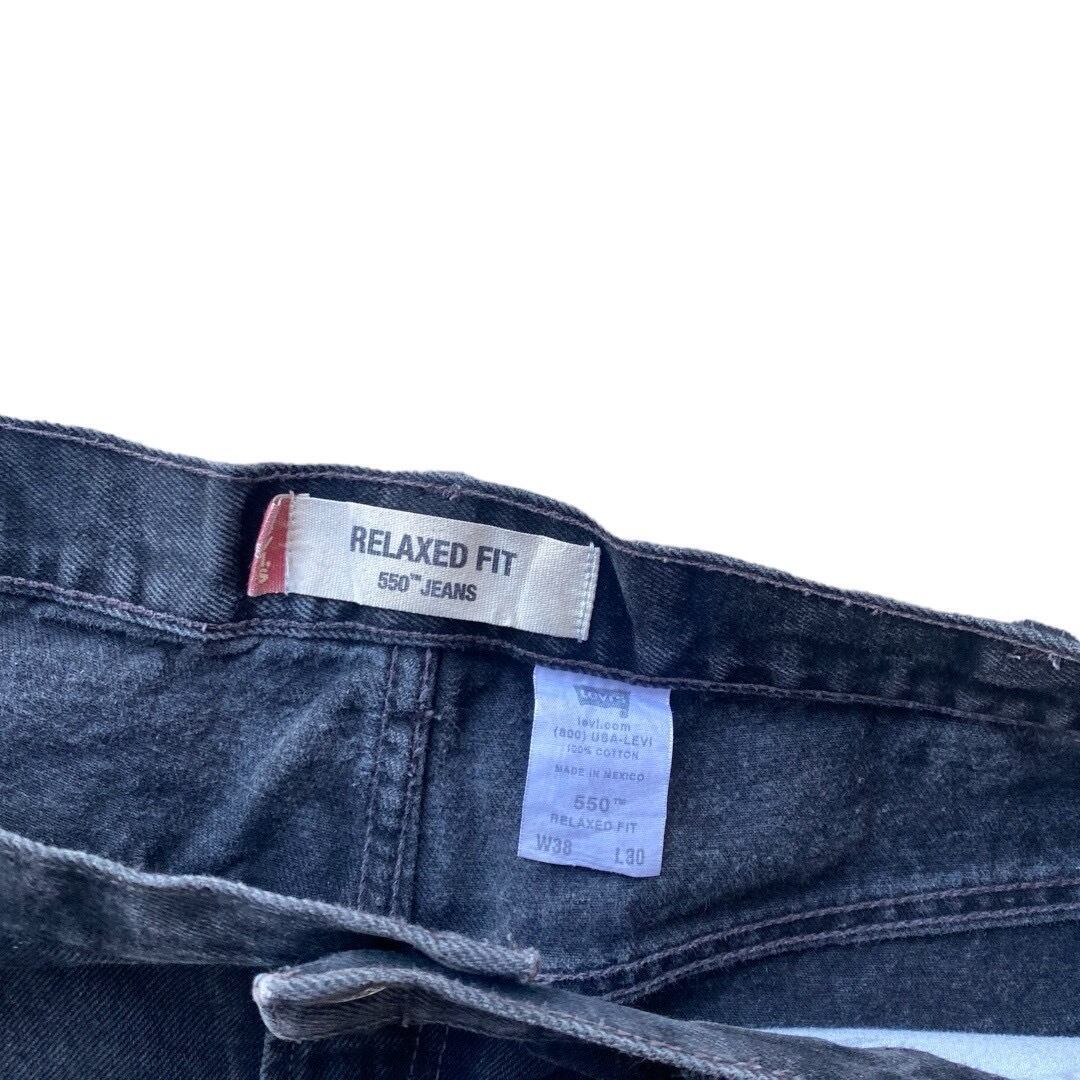 Levi's
RELAXED FIT
550™ JEANS
LEVI'S
levi.com
(800) USA-LEVI
100% COTTON
MADE IN MEXICO
550™
RELAXED FIT
W38 L30